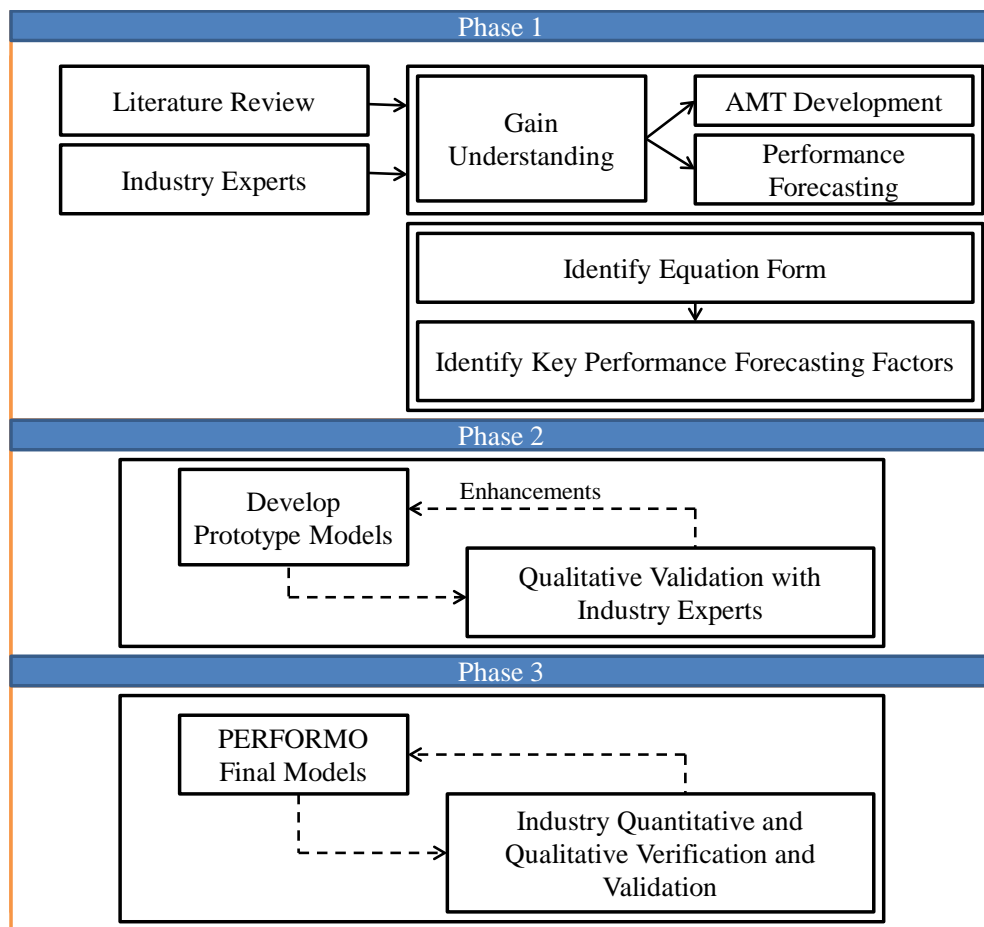 Phase 1
Literature Review
Industry Experts
Gain
Understanding
AMT Development
Performance
Forecasting
Identify Equation Form
Identify Key Performance Forecasting Factors
Phase 2
Develop
Prototype Models
Enhancements
Qualitative Validation with
Industry Experts
Phase 3
PERFORMO
Final Models
Industry Quantitative and
Qualitative Verification and
Validation